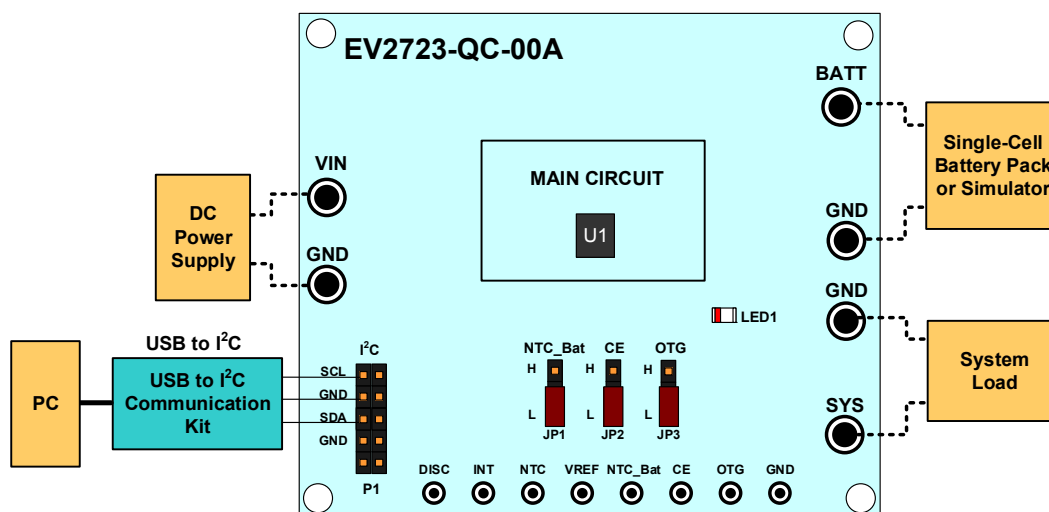 EV2723-QC-00A
BATT
Single-Cell
Battery Pack
or Simulator
VIN
MAIN CIRCUIT
U1
DC
Power
Supply
GND
GND
GND
LED1
System
Load
SYS
USB to I²C
PC
USB to I²C
Communication
Kit
I²C
SCL
GND
SDA
GND
P1
NTC_Bat CE OTG
H H H
L L L
JP1 JP2 JP3
DISC INT NTC VREF NTC_Bat CE OTG GND